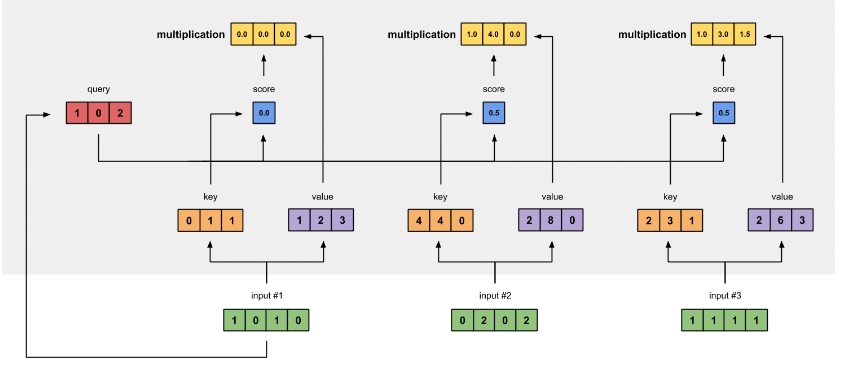 multiplication 0.0 0.0 0.0
multiplication 1.0 4.0 0.0
multiplication 1.0 3.0 1.5
query
score
score
score
1 0 2
0.0
0.5
0.5
key
value
key
value
key
value
0 1 1
1 2 3
4 4 0
2 8 0
2 3 1
2 6 3
input #1
input #2
input #3
1 0 1 0
0 2 0 2
1 1 1 1